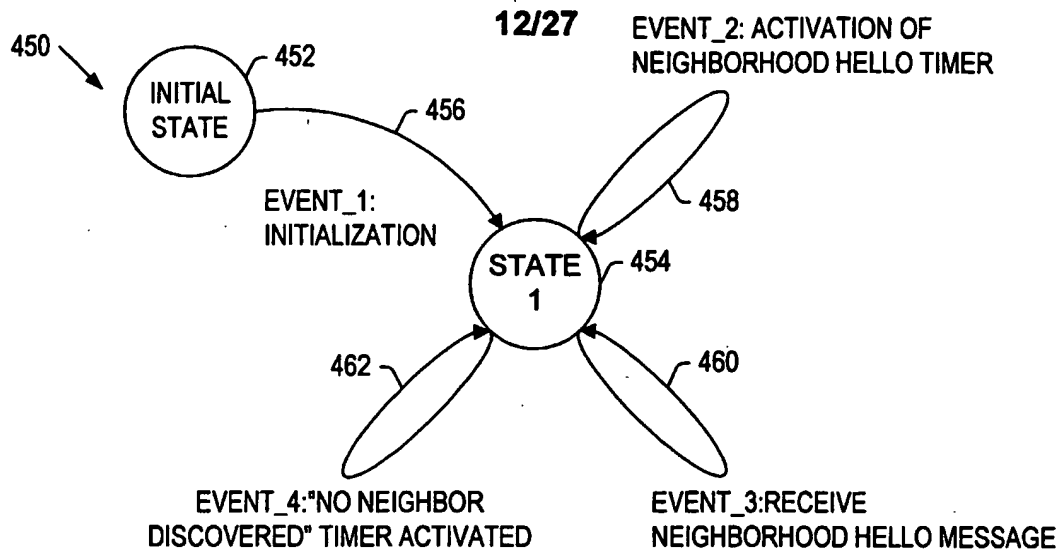 12/27
450
452
INITIAL
STATE
456
EVENT_1:
INITIALIZATION
EVENT_2: ACTIVATION OF
NEIGHBORHOOD HELLO TIMER
458
STATE
1
454
462
460
EVENT_4:"NO NEIGHBOR
DISCOVERED" TIMER ACTIVATED
EVENT_3:RECEIVE
NEIGHBORHOOD HELLO MESSAGE